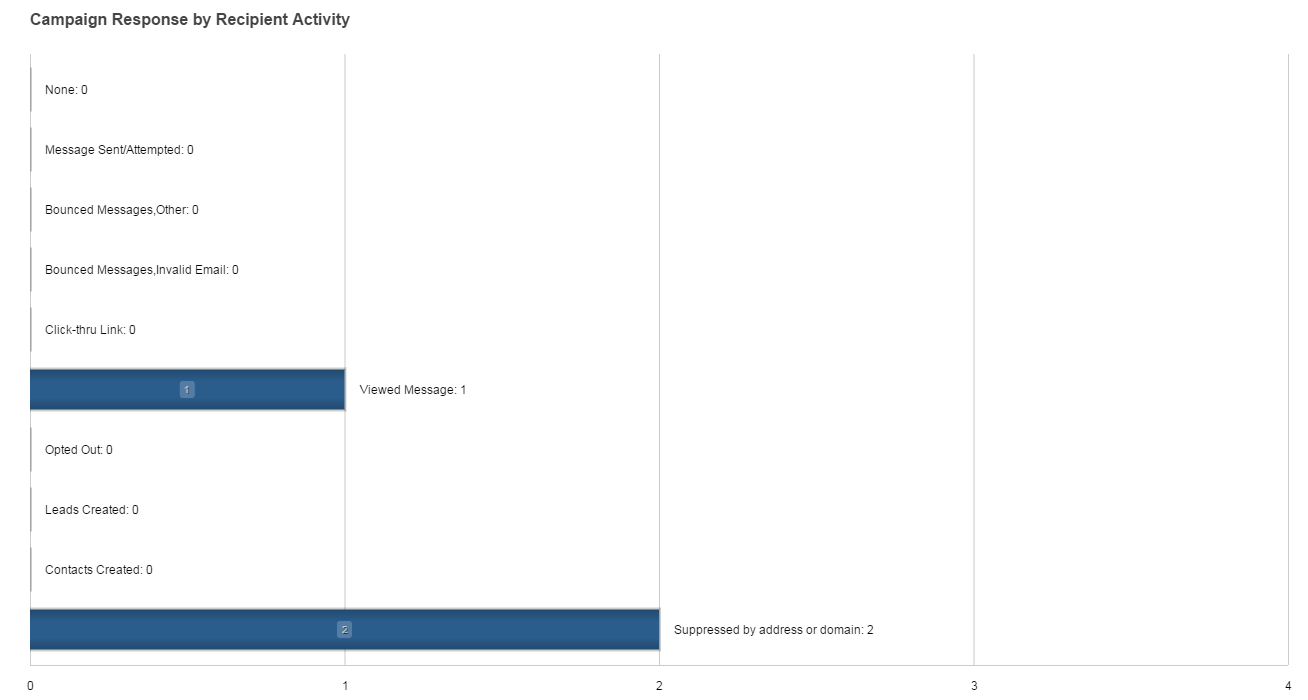 Campaign Response by Recipient Activity
None: 0
Message Sent/Attempted: 0
Bounced Messages,Other: 0
Bounced Messages,Invalid Email: 0
Click-thru Link: 0
1 Viewed Message: 1
Opted Out: 0
Leads Created: 0
Contacts Created: 0
2 Suppressed by address or domain: 2
0 1 2 3 4